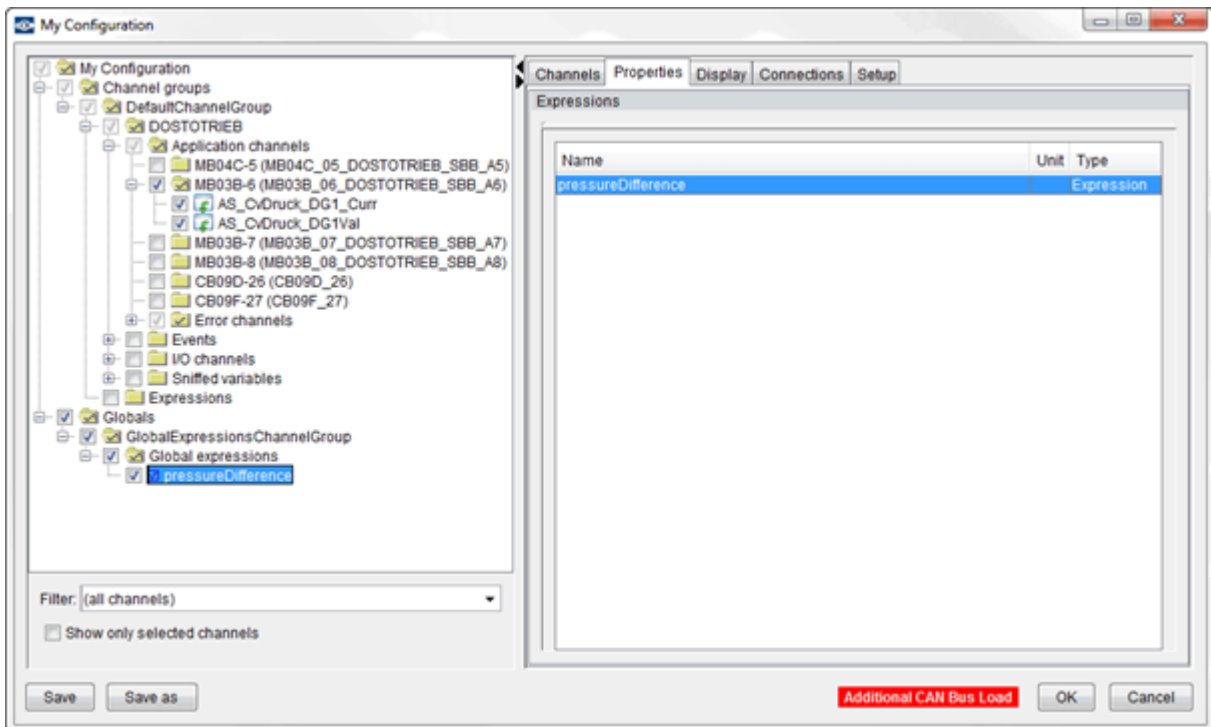 My Configuration
My Configuration
Channel groups
DefaultChannelGroup
DOSTOTRIEB
Application channels
MB04C-5 (MB04C_05_DOSTOTRIEB_SBB_A5)
MB03B-6 (MB03B_06_DOSTOTRIEB_SBB_A6)
AS_CvDruck_DG1_Curr
AS_CvDruck_DG1Val
MB03B-7 (MB03B_07_DOSTOTRIEB_SBB_A7)
MB03B-8 (MB03B_08_DOSTOTRIEB_SBB_A8)
CB09D-26 (CB09D_26)
CB09F-27 (CB09F_27)
Error channels
Events
I/O channels
Sniffed variables
Expressions
Globals
GlobalExpressionsChannelGroup
Global expressions
pressureDifference
Filter: (all channels)
Show only selected channels
Channels Properties Display Connections Setup
Expressions
Name Unit Type
pressureDifference Expression
Save Save as Additional CAN Bus Load OK Cancel